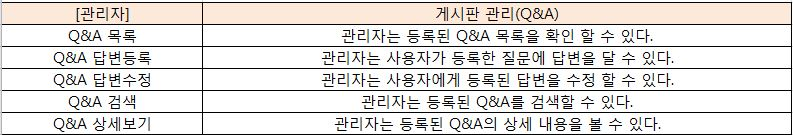 [관리자] 게시판 관리(Q&A)
Q&A 목록 관리자는 등록된 Q&A 목록을 확인 할 수 있다.
Q&A 답변등록 관리자는 사용자가 등록한 질문에 답변을 달 수 있다.
Q&A 답변수정 관리자는 사용자에게 등록된 답변을 수정 할 수 있다.
Q&A 검색 관리자는 등록된 Q&A를 검색할 수 있다.
Q&A 상세보기 관리자는 등록된 Q&A의 상세 내용을 볼 수 있다.